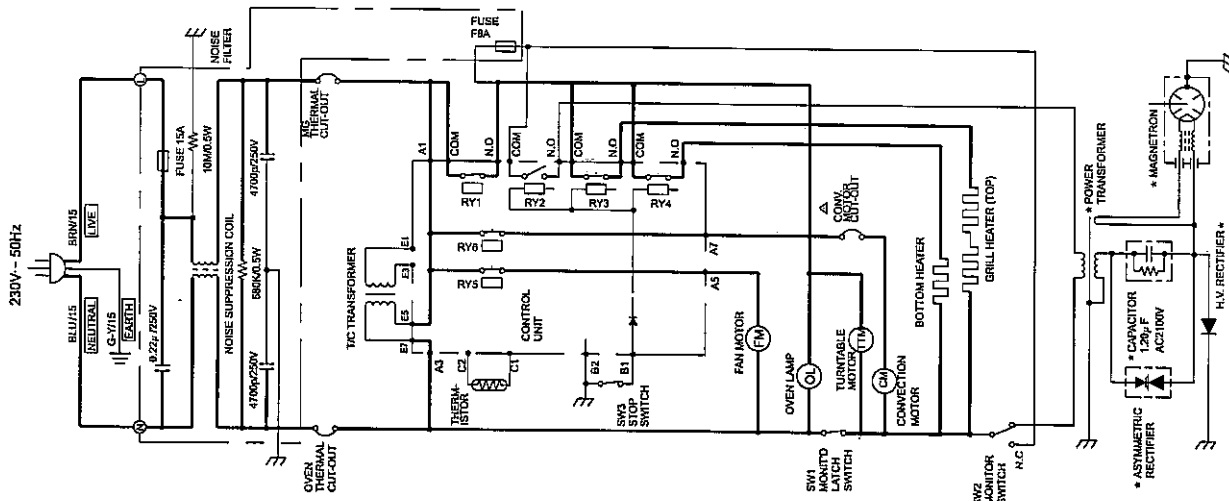 230V~ 50Hz
BLU/15
BRN/15
NEUTRAL
LIVE
G-Y/15
EARTH
N
L
0.22µ/250V
FUSE 15A
10M/0.5W
NOISE
FILTER
NOISE SUPPRESSION COIL
680K/0.5W
4700p/250V
4700p/250V
OVEN
THERMAL
CUT-OUT
MG
THERMAL
CUT-OUT
T/C TRANSFORMER
E1
E3
E5
E7
A1
A3
C2
C1
THERM-
ISTOR
CONTROL
UNIT
B2
B1
SW3
STOP
SWITCH
FUSE
F8A
COM
N.O
COM
N.O
COM
N.O
COM
N.O
RY1
RY2
RY3
RY4
RY6
RY5
A7
A5
FAN MOTOR
FM
OVEN LAMP
OL
TURNTABLE
MOTOR
TTM
CM
CONVECTION
MOTOR
CONV.
MOTOR
CUT-OUT
SW1
LATCH
SWITCH
BOTTOM HEATER
GRILL HEATER (TOP)
SW2
MONITOR
SWITCH
N.C
* POWER
TRANSFORMER
* MAGNETRON
* CAPACITOR
AC2100V
* ASYMMETRIC
RECTIFIER
H.V. RECTIFIER *